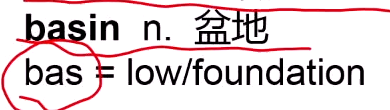 basin n. 盆地
bas = low/foundation